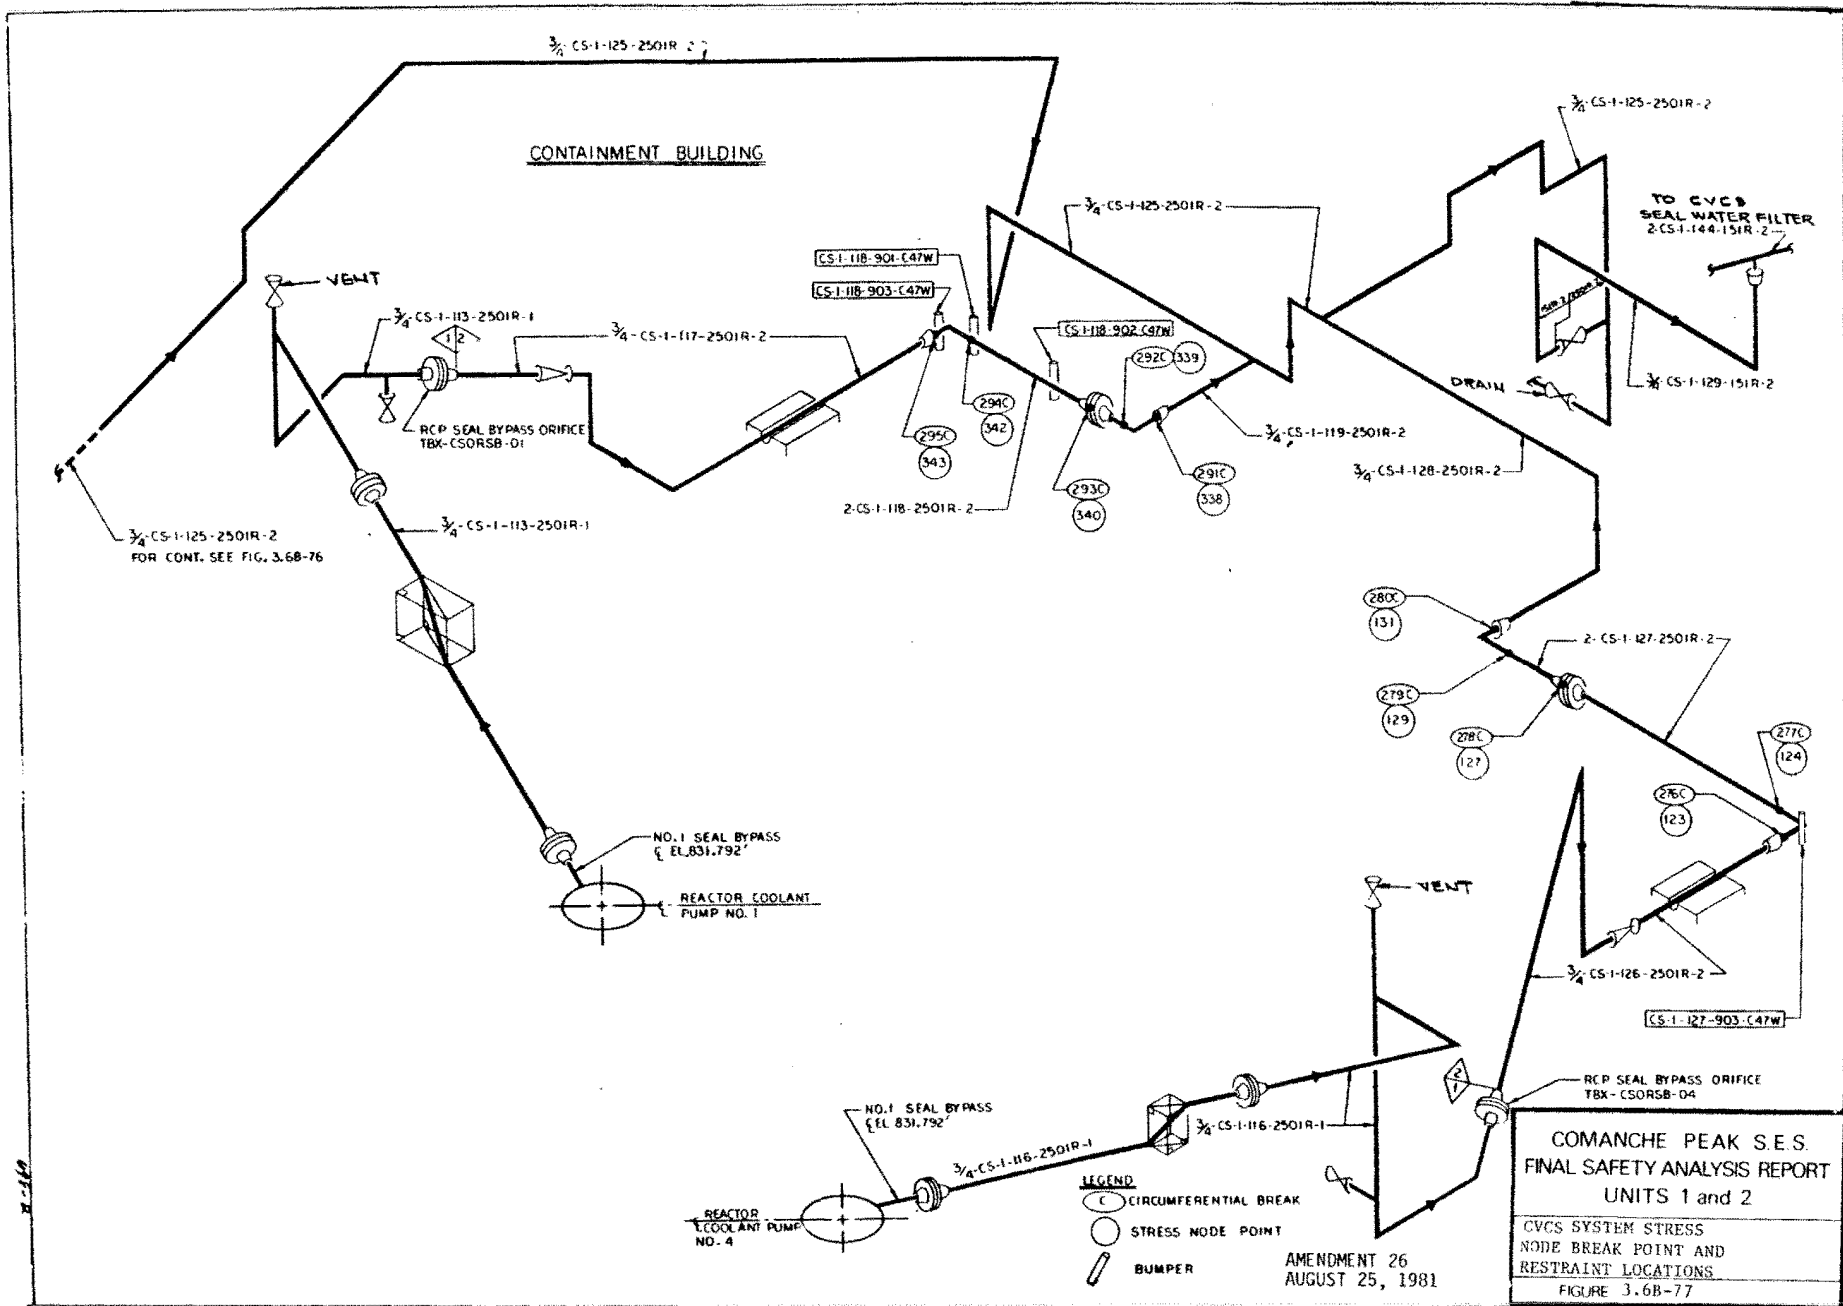 3/4-CS-1-125-2501R-2
CONTAINMENT BUILDING
3/4-CS-1-125-2501R-2
TO CVCS
SEAL WATER FILTER
2-CS-1-144-151R-2
3/4-CS-1-125-2501R-2
CS-1-118-901-C47W
CS-1-118-903-C47W
VENT
3/4-CS-1-113-2501R-1
1 2
3/4-CS-1-117-2501R-2
CS-1-118-902-C47W
292C 339
DRAIN
3/4-CS-1-129-151R-2
RCP SEAL BYPASS ORIFICE
TBX-CSORSB-01
294C
342
295C
343
3/4-CS-1-119-2501R-2
3/4-CS-1-128-2501R-2
291C
338
293C
340
2-CS-1-118-2501R-2
3/4-CS-1-113-2501R-1
3/4-CS-1-125-2501R-2
FOR CONT. SEE FIG. 3.6B-76
280C
131
2-CS-1-127-2501R-2
279C
129
278C
127
277C
124
276C
123
NO.1 SEAL BYPASS
℄ EL.831.792'
REACTOR COOLANT
℄ PUMP NO. 1
VENT
3/4-CS-1-126-2501R-2
CS-1-127-903-C47W
2
1
RCP SEAL BYPASS ORIFICE
TBX-CSORSB-04
NO.1 SEAL BYPASS
℄ EL 831.792'
3/4-CS-1-116-2501R-1
3/4-CS-1-116-2501R-1
REACTOR
℄ COOLANT PUMP
NO. 4
LEGEND
C CIRCUMFERENTIAL BREAK
STRESS NODE POINT
BUMPER
AMENDMENT 26
AUGUST 25, 1981
COMANCHE PEAK S.E.S.
FINAL SAFETY ANALYSIS REPORT
UNITS 1 and 2
CVCS SYSTEM STRESS
NODE BREAK POINT AND
RESTRAINT LOCATIONS
FIGURE 3.6B-77